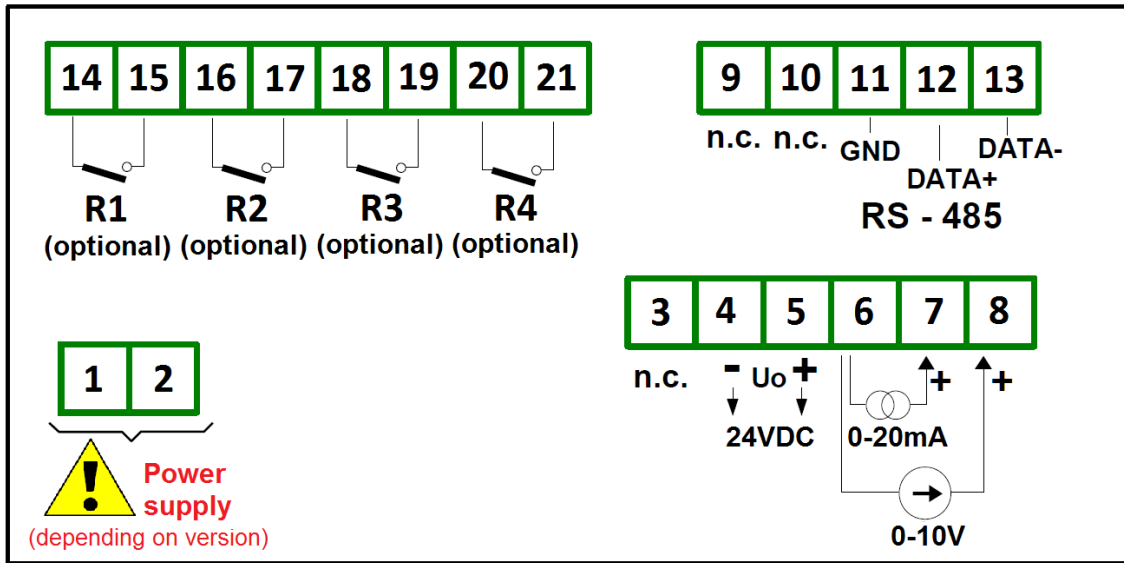 14 15 16 17 18 19 20 21
R1 R2 R3 R4
(optional) (optional) (optional) (optional)
9 10 11 12 13
n.c. n.c. GND DATA-
DATA+
RS - 485
1 2
Power
supply
(depending on version)
3 4 5 6 7 8
n.c. - Uo + + +
24VDC 0-20mA
0-10V